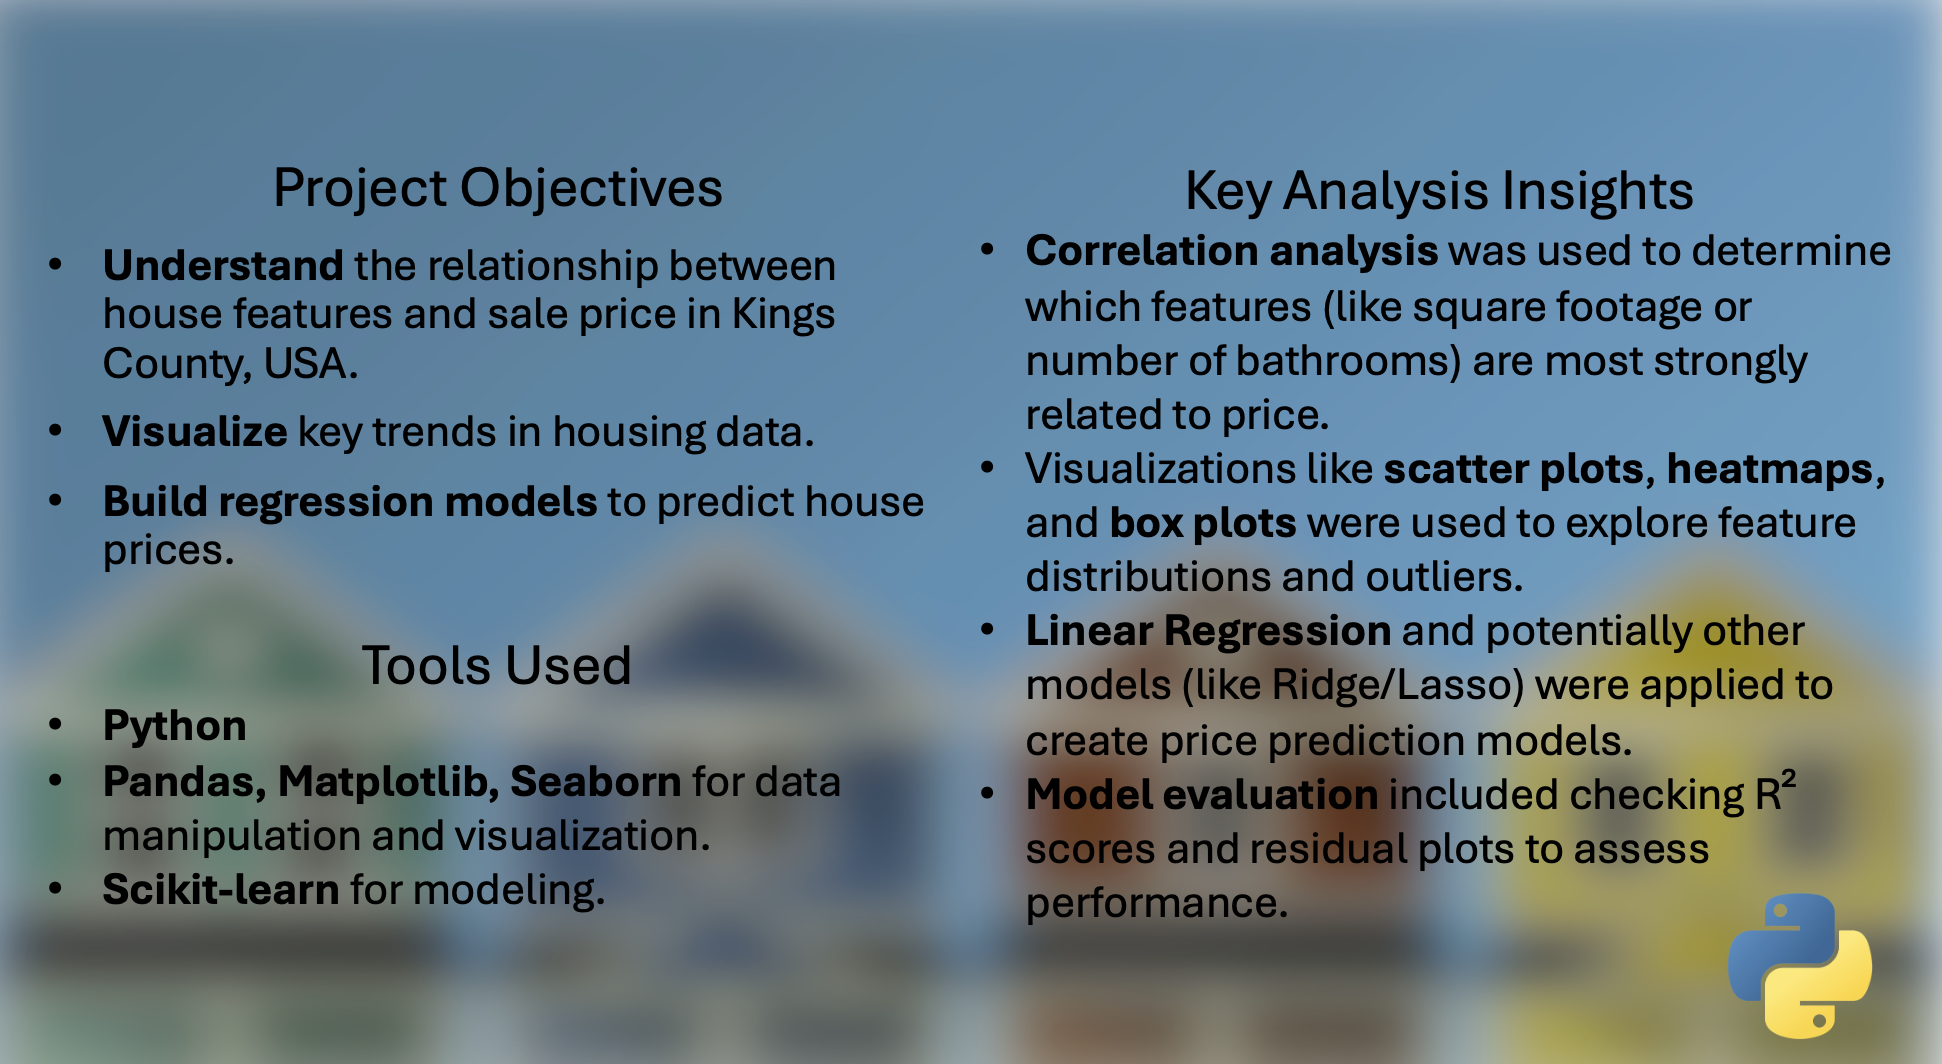 Project Objectives
• Understand the relationship between
house features and sale price in Kings
County, USA.
• Visualize key trends in housing data.
• Build regression models to predict house
prices.
Tools Used
• Python
• Pandas, Matplotlib, Seaborn for data
manipulation and visualization.
• Scikit-learn for modeling.
Key Analysis Insights
• Correlation analysis was used to determine
which features (like square footage or
number of bathrooms) are most strongly
related to price.
• Visualizations like scatter plots, heatmaps,
and box plots were used to explore feature
distributions and outliers.
• Linear Regression and potentially other
models (like Ridge/Lasso) were applied to
create price prediction models.
• Model evaluation included checking R²
scores and residual plots to assess
performance.